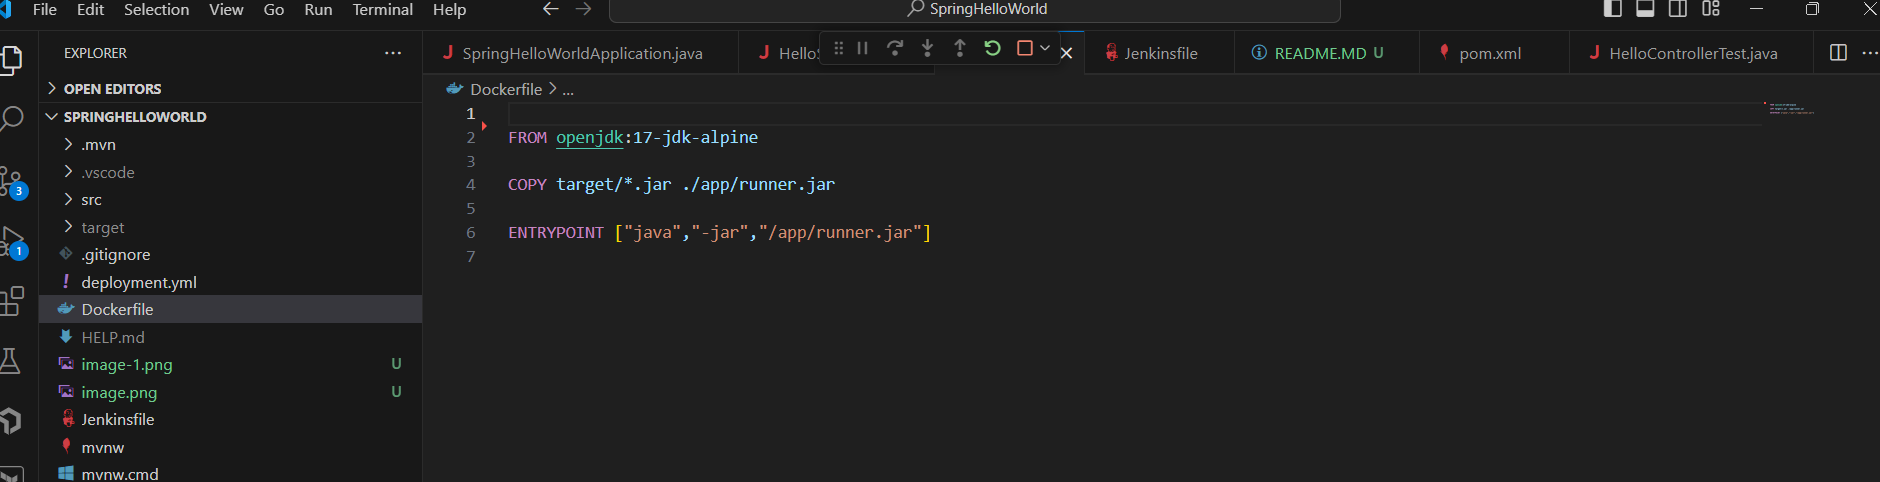 File Edit Selection View Go Run Terminal Help
SpringHelloWorld
EXPLORER
OPEN EDITORS
SPRINGHELLOWORLD
.mvn
.vscode
src
target
.gitignore
deployment.yml
Dockerfile
HELP.md
image-1.png U
image.png U
Jenkinsfile
mvnw
mvnw.cmd
3
1
SpringHelloWorldApplication.java
Jenkinsfile
README.MD U
pom.xml
HelloControllerTest.java
Dockerfile > ...
1
2 FROM openjdk:17-jdk-alpine
3
4 COPY target/*.jar ./app/runner.jar
5
6 ENTRYPOINT ["java","-jar","/app/runner.jar"]
7